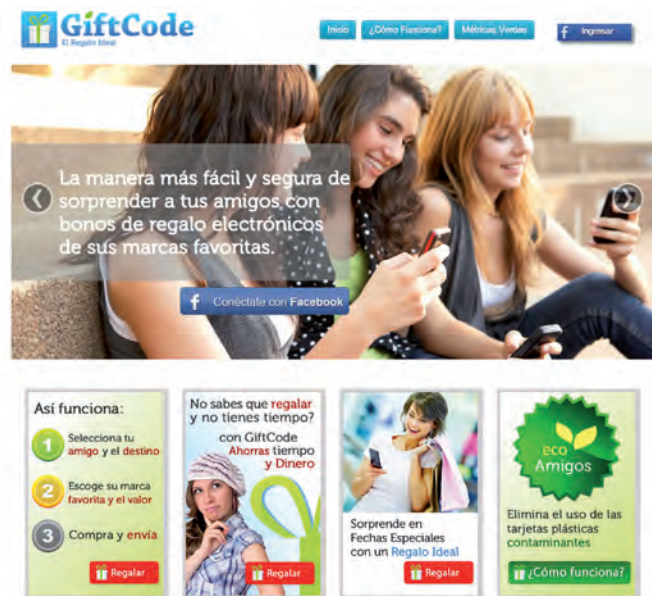 GiftCode
El Regalo Ideal
Inicio
¿Cómo Funciona?
Métricas Verdes
f Ingresar
La manera más fácil y segura de
sorprender a tus amigos con
bonos de regalo electrónicos
de sus marcas favoritas.
f Conéctate con Facebook
Así funciona:
1 Selecciona tu
amigo y el destino
2 Escoge su marca
favorita y el valor
3 Compra y envía
Regalar
No sabes que regalar
y no tienes tiempo?
con GiftCode
Ahorras tiempo
y Dinero
Regalar
Sorprende en
Fechas Especiales
con un Regalo Ideal
Regalar
eco
Amigos
Elimina el uso de las
tarjetas plásticas
contaminantes
¿Cómo funciona?